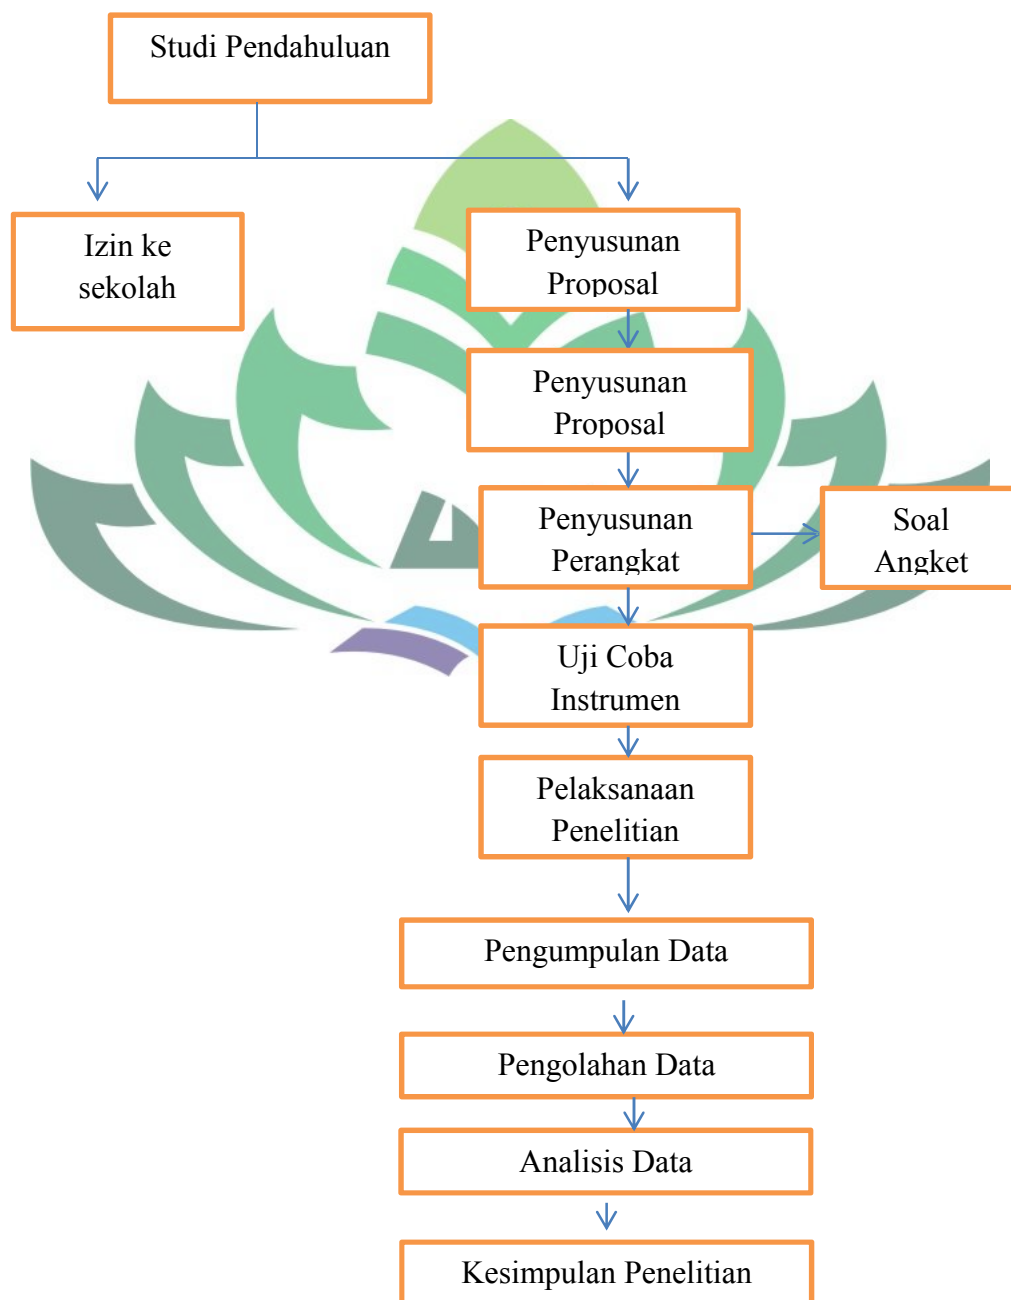 Studi Pendahuluan
Izin ke
sekolah
Penyusunan
Proposal
Penyusunan
Proposal
Penyusunan
Perangkat
Soal
Angket
Uji Coba
Instrumen
Pelaksanaan
Penelitian
Pengumpulan Data
Pengolahan Data
Analisis Data
Kesimpulan Penelitian